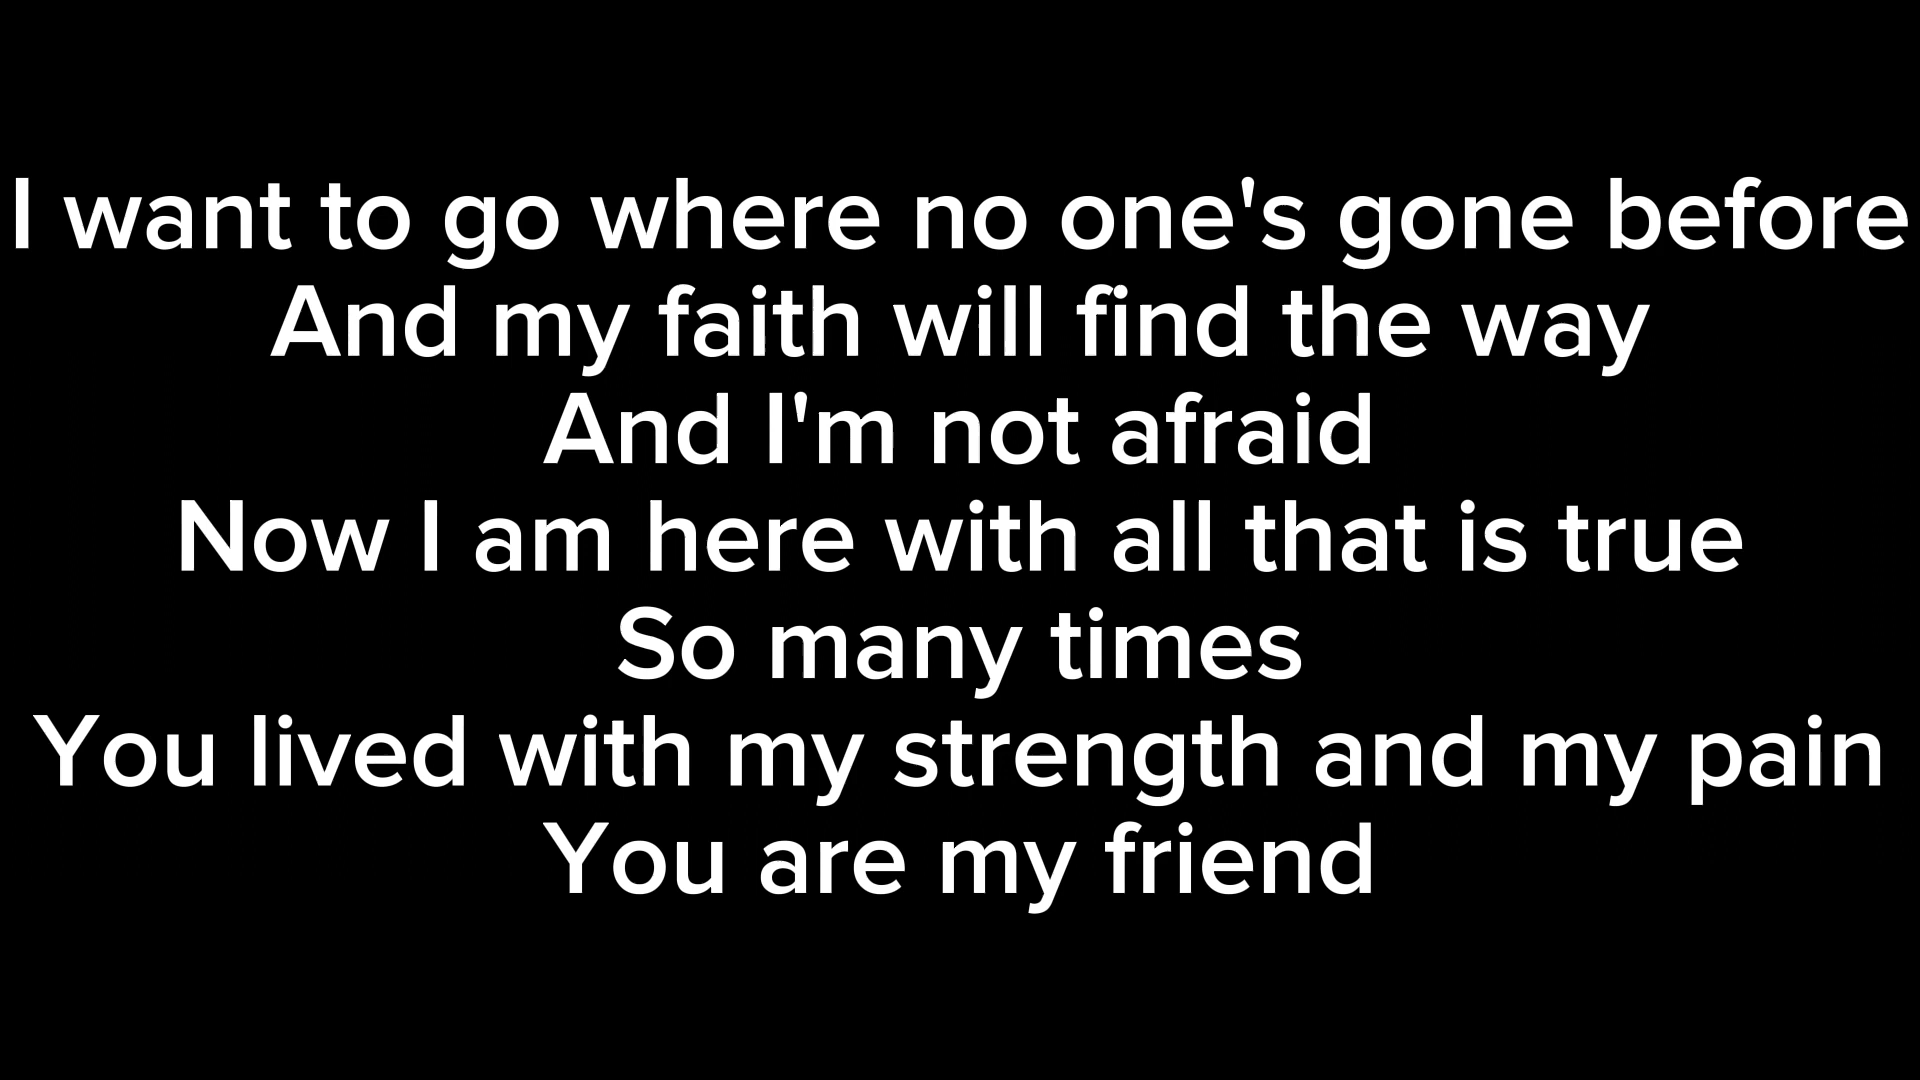 I want to go where no one's gone before
And my faith will find the way
And I'm not afraid
Now I am here with all that is true
So many times
You lived with my strength and my pain
You are my friend